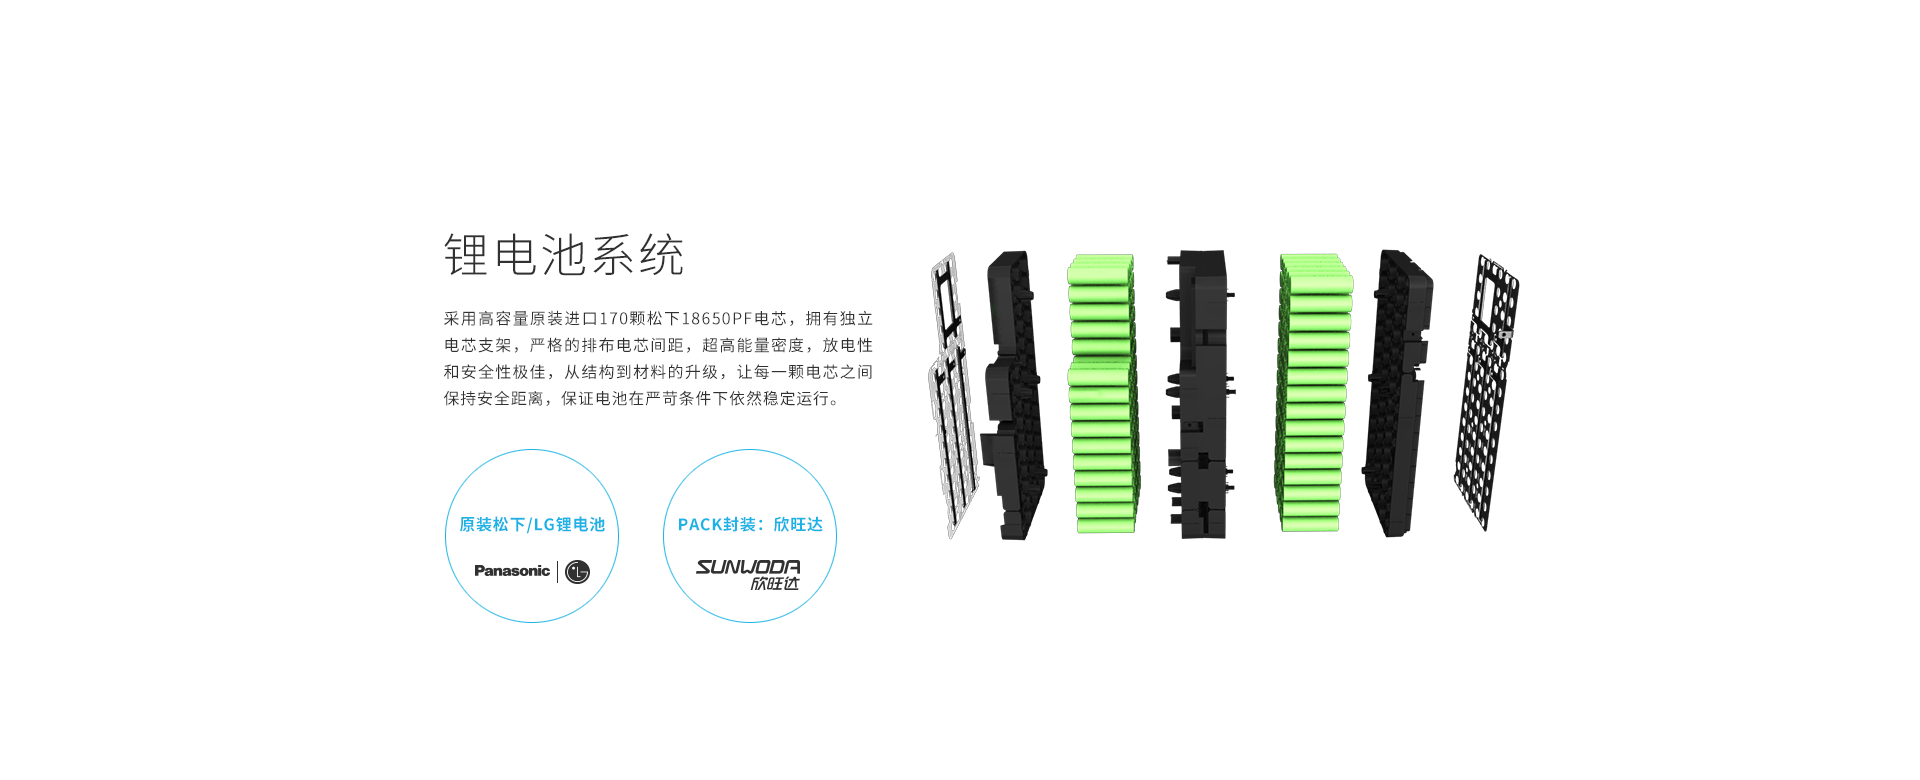 锂电池系统
采用高容量原装进口170颗松下18650PF电芯，拥有独立
电芯支架，严格的排布电芯间距，超高能量密度，放电性
和安全性极佳，从结构到材料的升级，让每一颗电芯之间
保持安全距离，保证电池在严苛条件下依然稳定运行。
原装松下/LG锂电池
Panasonic | LG
PACK封装：欣旺达
SUNWODA
欣旺达